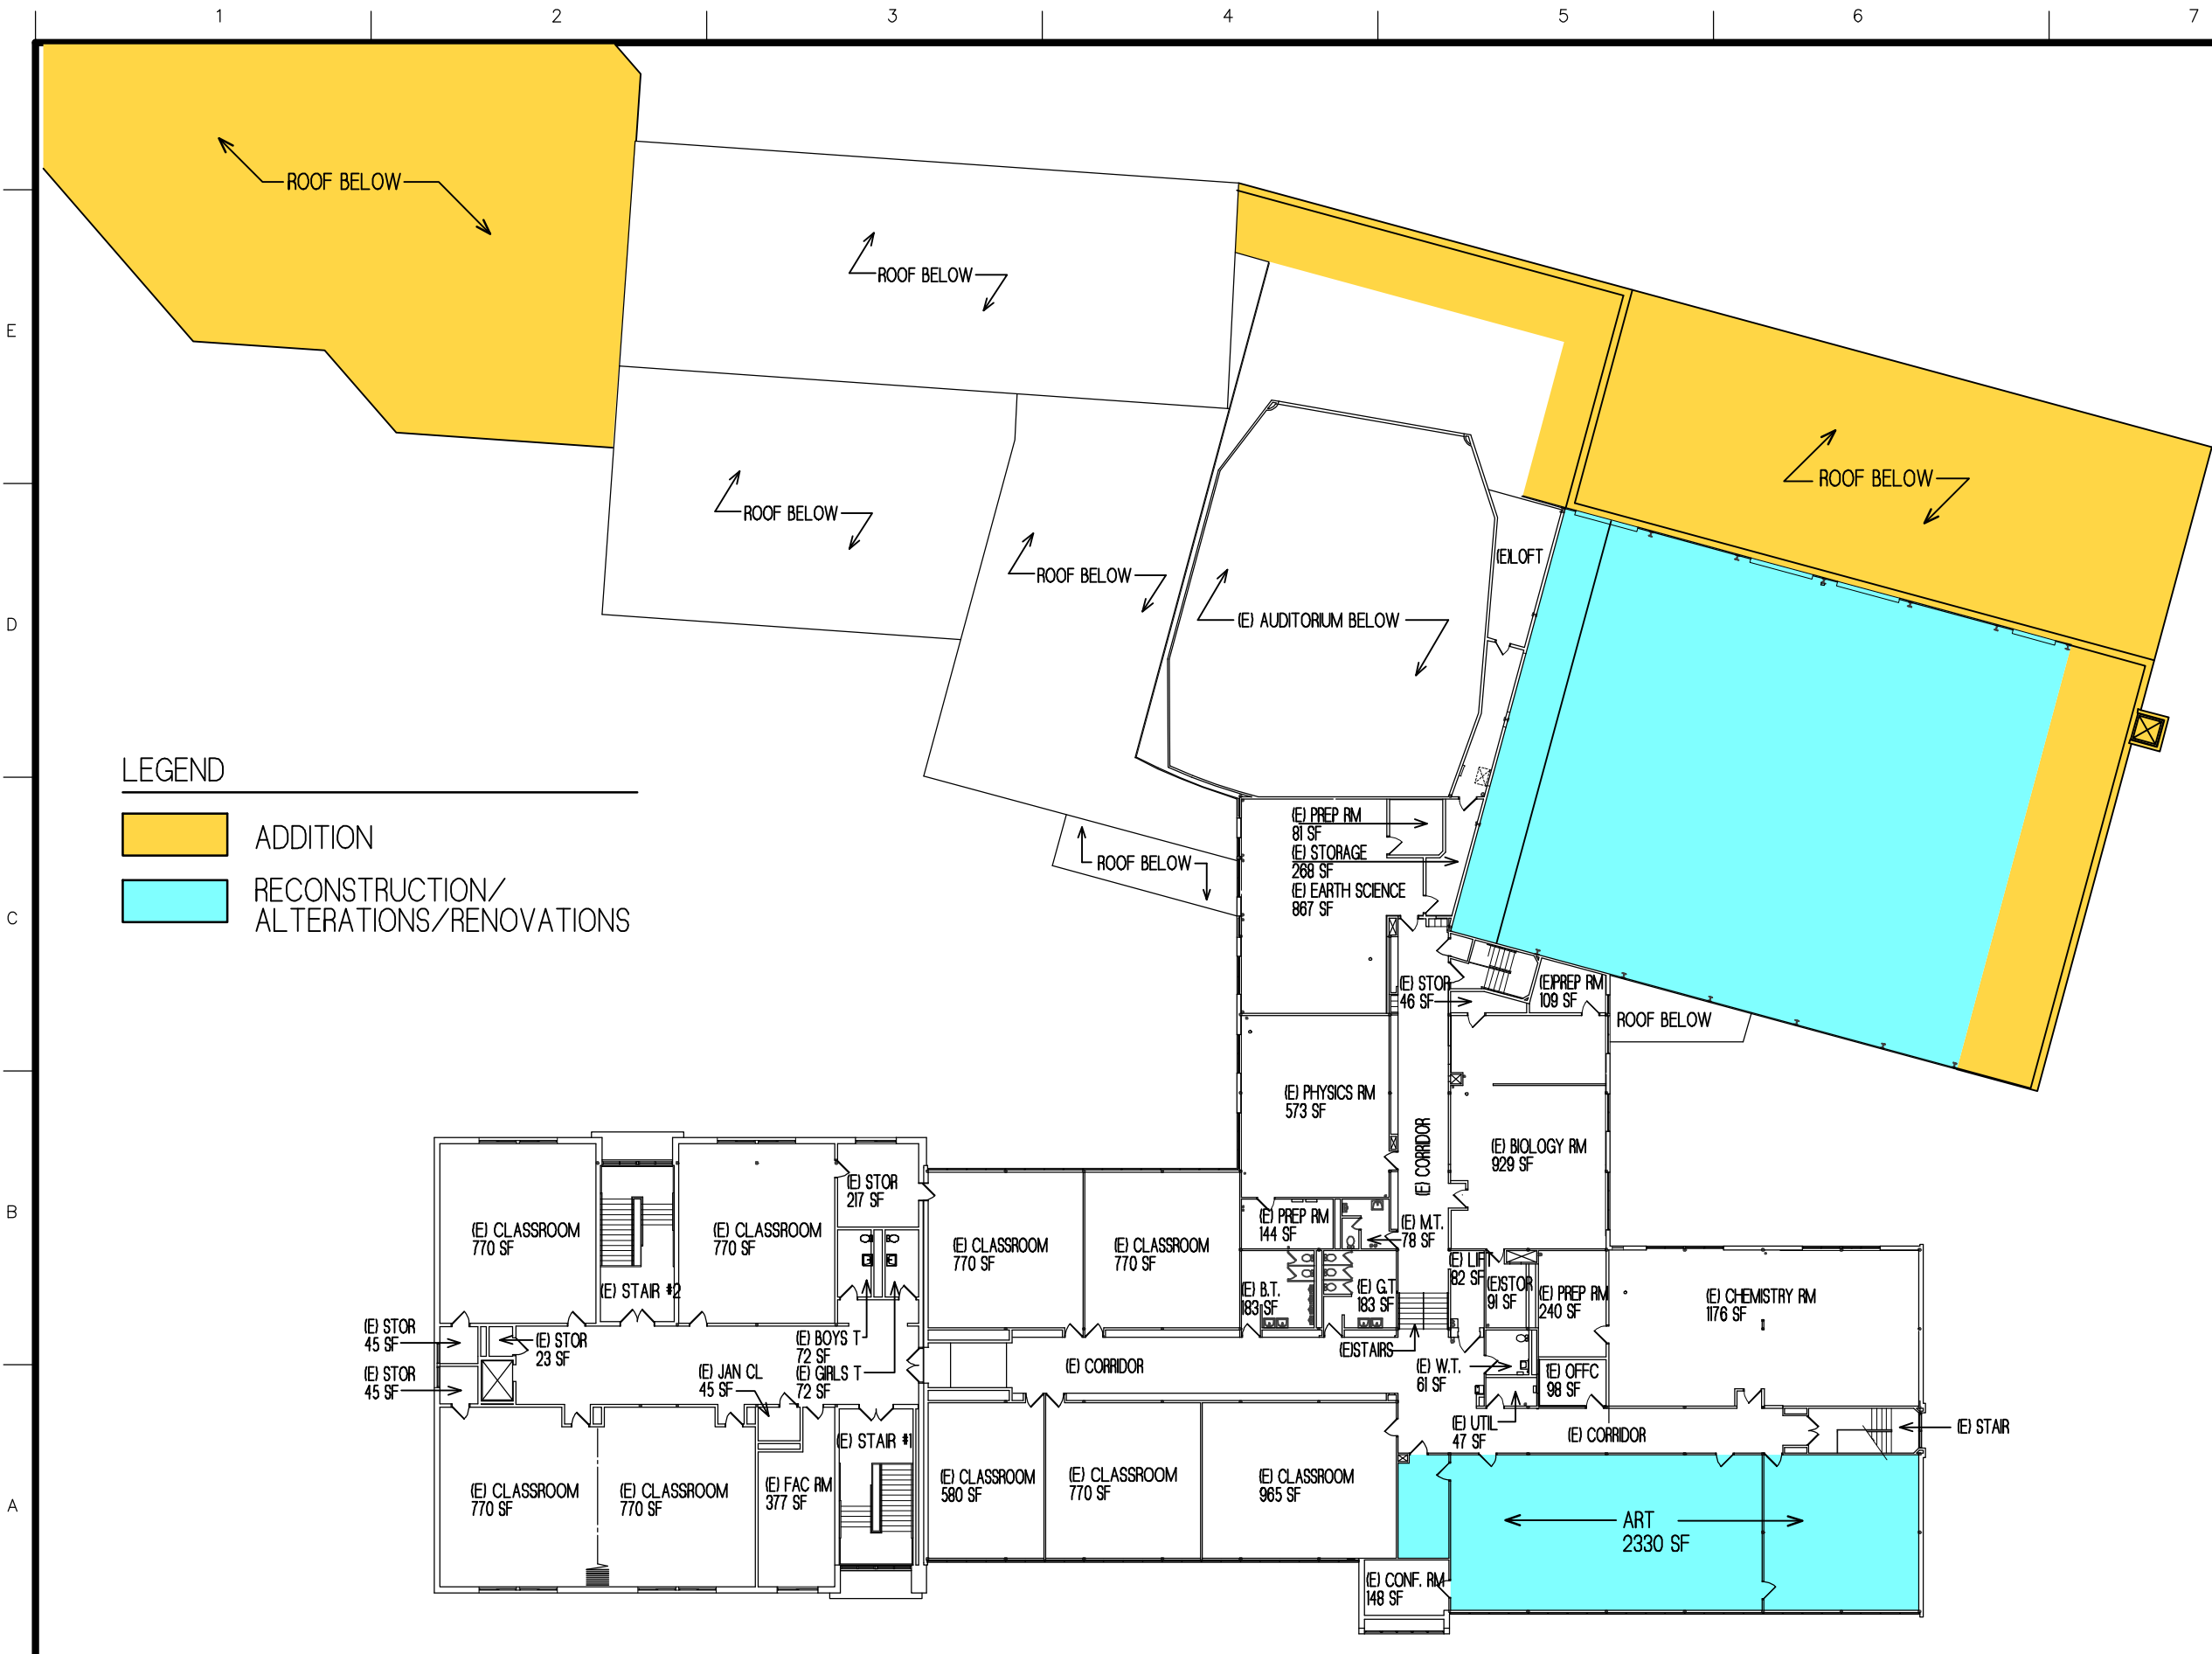 1 2 3 4 5 6 7
ROOF BELOW
ROOF BELOW
E
ROOF BELOW
ROOF BELOW
(E)LOFT
ROOF BELOW
D
(E) AUDITORIUM BELOW
LEGEND
ADDITION
RECONSTRUCTION/
ALTERATIONS/RENOVATIONS
ROOF BELOW
(E) PREP RM
81 SF
(E) STORAGE
268 SF
(E) EARTH SCIENCE
867 SF
C
(E) STOR
46 SF
(E)PREP RM
109 SF
ROOF BELOW
(E) PHYSICS RM
573 SF
(E) CORRIDOR
(E) BIOLOGY RM
929 SF
B
(E) STOR
217 SF
(E) CLASSROOM
770 SF
(E) CLASSROOM
770 SF
(E) CLASSROOM
770 SF
(E) CLASSROOM
770 SF
(E) PREP RM
144 SF
(E) M.T.
78 SF
(E) STAIR #2
(E) B.T.
183 SF
(E) G.T.
183 SF
(E) LIFT
82 SF
(E)STOR
91 SF
(E) PREP RM
240 SF
(E) CHEMISTRY RM
1176 SF
(E) STOR
45 SF
(E) STOR
23 SF
(E) BOYS T
72 SF
(E) GIRLS T
72 SF
(E)STAIRS
(E) STOR
45 SF
(E) JAN CL
45 SF
(E) CORRIDOR
(E) W.T.
61 SF
(E) OFFC
98 SF
(E) UTIL
47 SF
(E) CORRIDOR
(E) STAIR
(E) STAIR #1
A
(E) CLASSROOM
770 SF
(E) CLASSROOM
770 SF
(E) FAC RM
377 SF
(E) CLASSROOM
580 SF
(E) CLASSROOM
770 SF
(E) CLASSROOM
965 SF
ART
2330 SF
(E) CONF. RM
148 SF